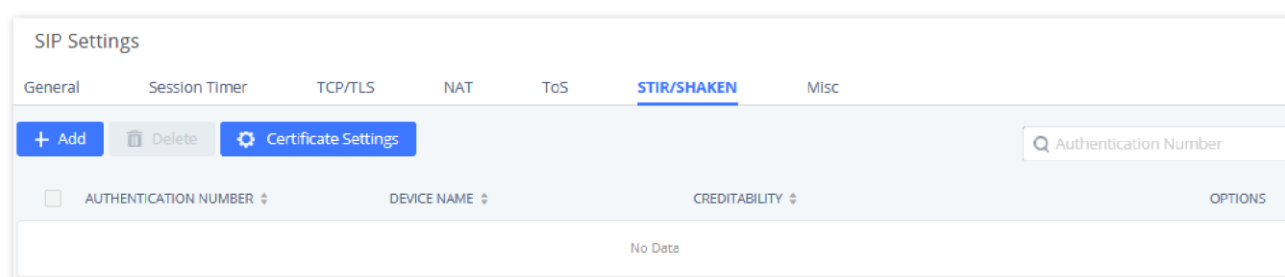 SIP Settings
General Session Timer TCP/TLS NAT ToS STIR/SHAKEN Misc
+ Add Delete Certificate Settings Authentication Number
AUTHENTICATION NUMBER DEVICE NAME CREDITABILITY OPTIONS
No Data